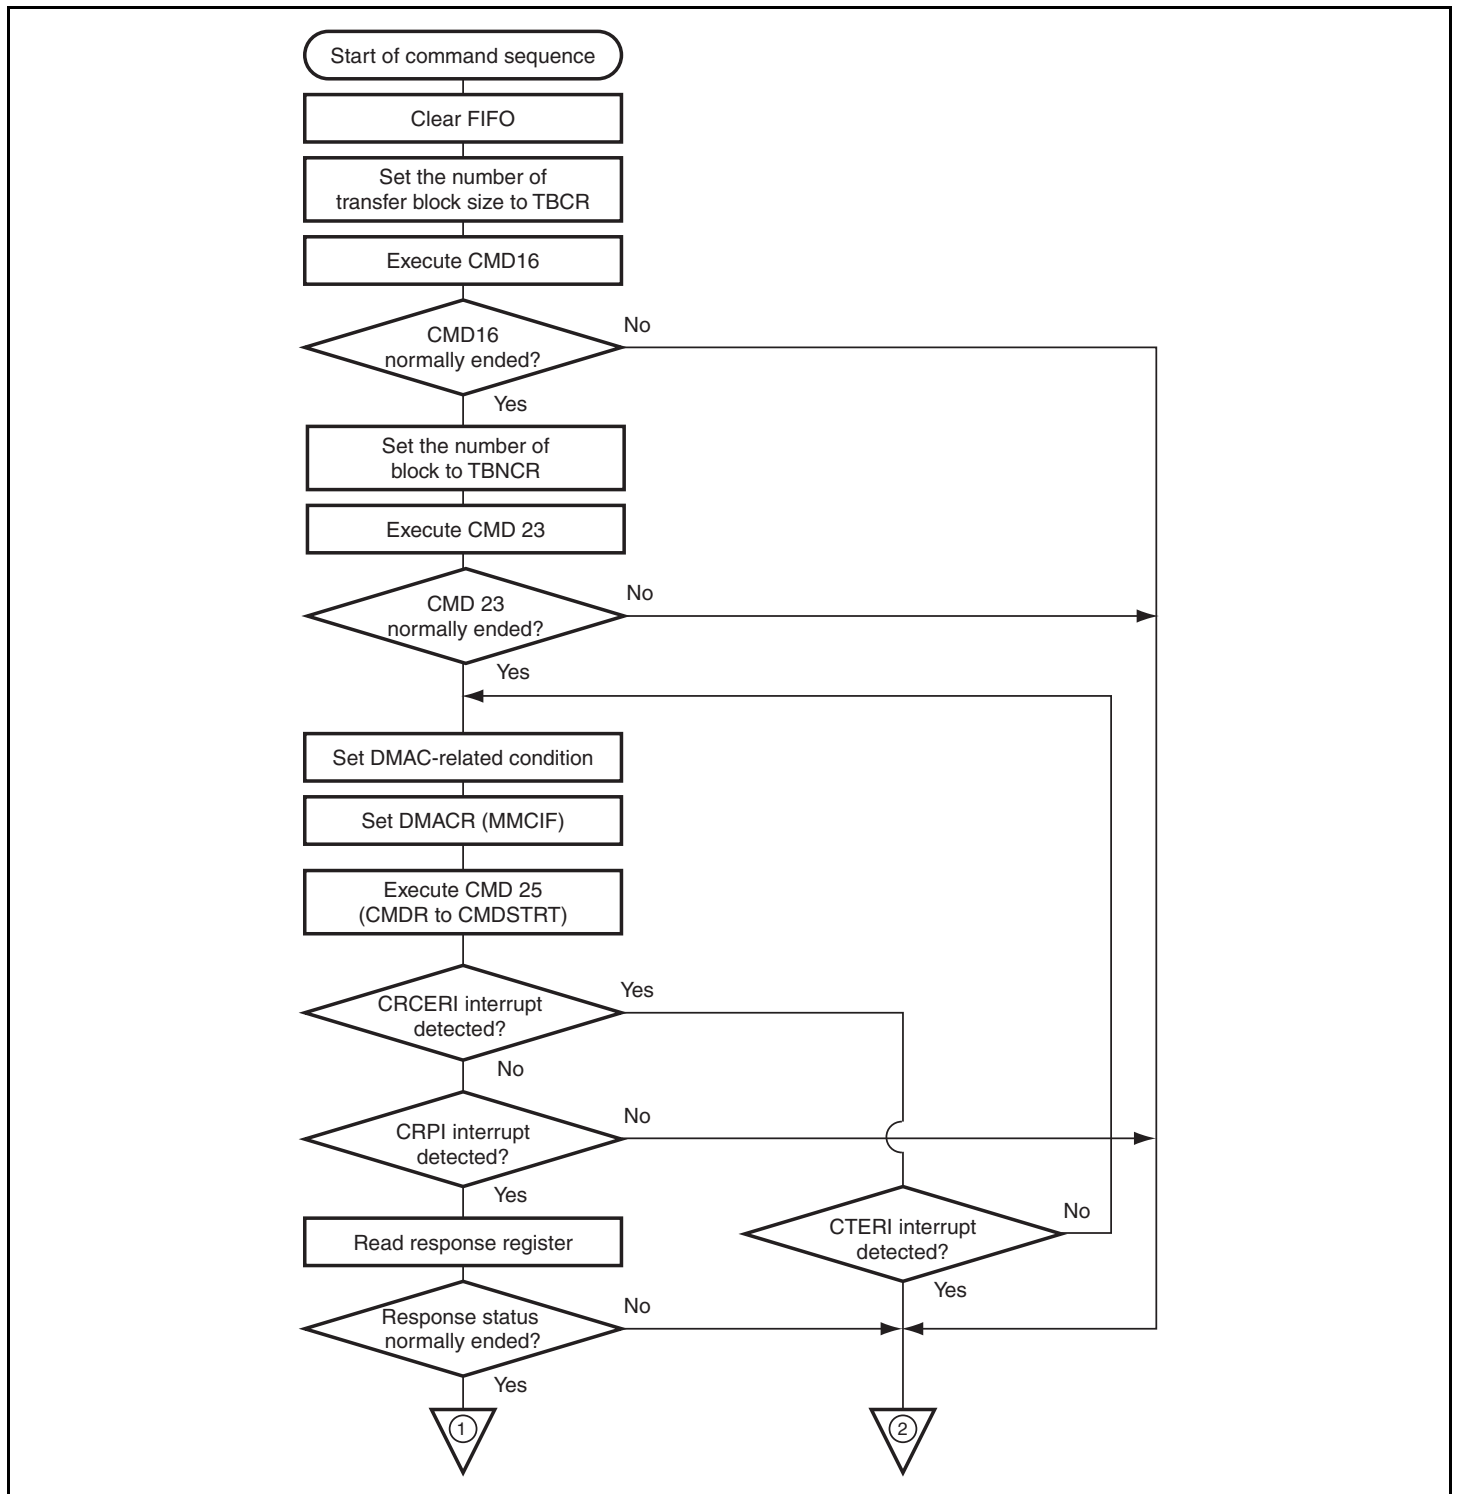 Start of command sequence
Clear FIFO
Set the number of
transfer block size to TBCR
Execute CMD16
CMD16
normally ended?
No
Yes
Set the number of
block to TBNCR
Execute CMD 23
CMD 23
normally ended?
No
Yes
Set DMAC-related condition
Set DMACR (MMCIF)
Execute CMD 25
(CMDR to CMDSTRT)
CRCERI interrupt
detected?
Yes
No
CRPI interrupt
detected?
No
Yes
CTERI interrupt
detected?
No
Yes
Read response register
Response status
normally ended?
No
Yes
1
2